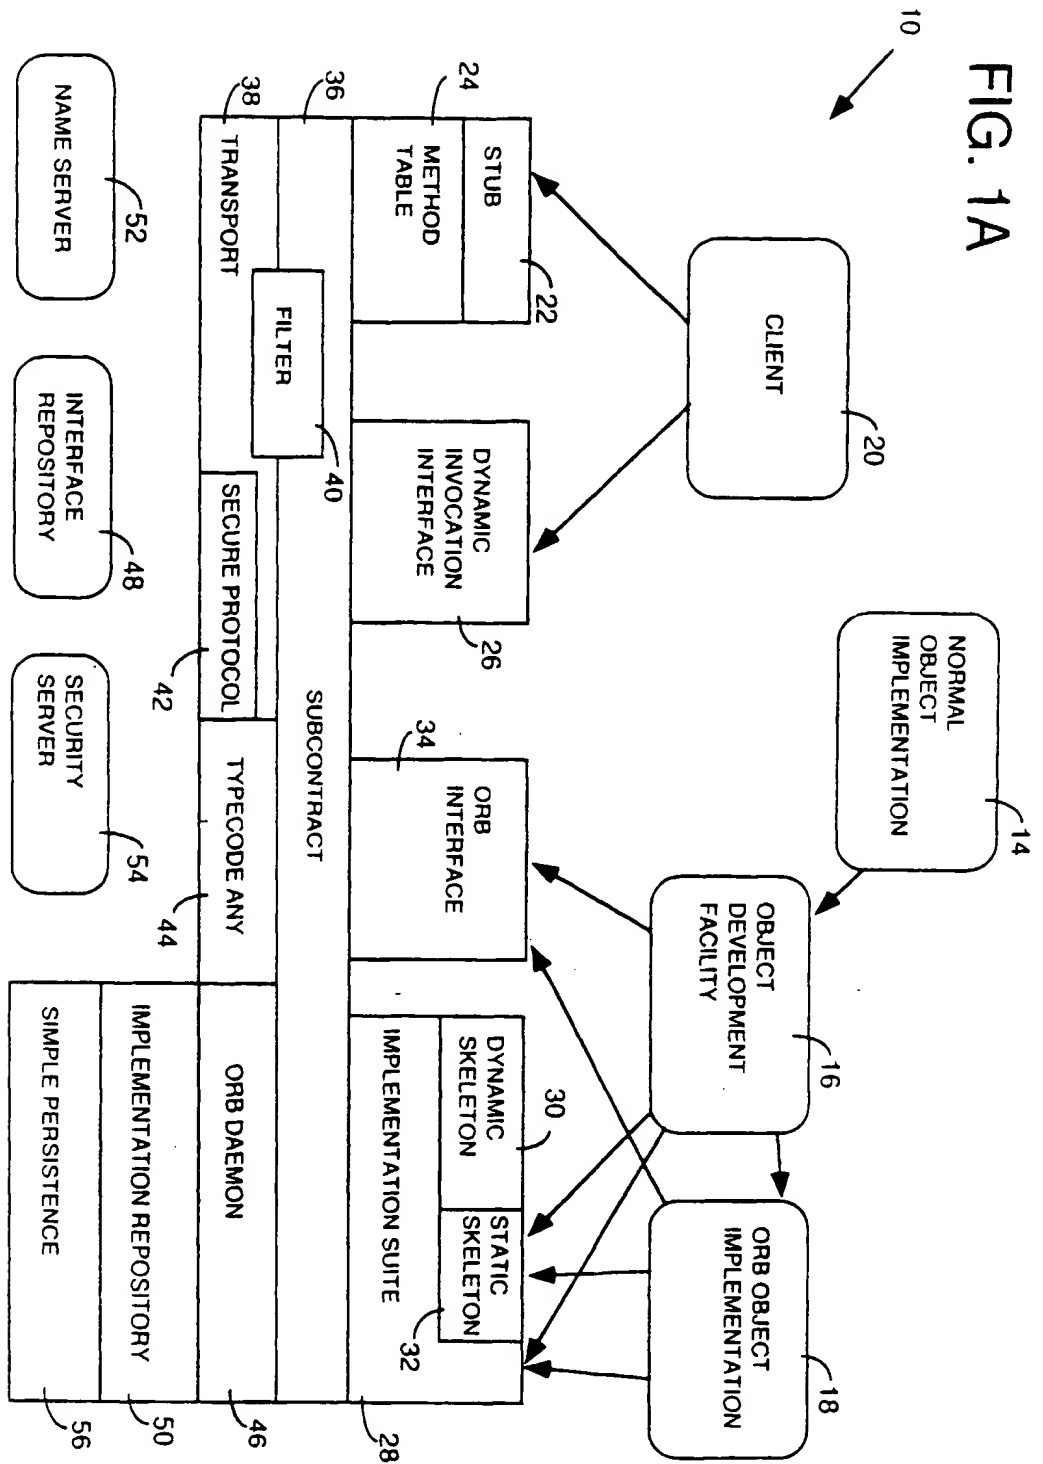 FIG. 1A
10
CLIENT
20
NORMAL
OBJECT
IMPLEMENTATION
14
OBJECT
DEVELOPMENT
FACILITY
16
ORB OBJECT
IMPLEMENTATION
18
STUB
22
24
METHOD
TABLE
DYNAMIC
INVOCATION
INTERFACE
26
34
ORB
INTERFACE
DYNAMIC
SKELETON
30
STATIC
SKELETON
32
IMPLEMENTATION SUITE
28
36
SUBCONTRACT
FILTER
40
38
TRANSPORT
SECURE PROTOCOL
42
TYPECODE ANY
44
ORB DAEMON
46
IMPLEMENTATION REPOSITORY
50
SIMPLE PERSISTENCE
56
NAME SERVER
52
INTERFACE
REPOSITORY
48
SECURITY
SERVER
54